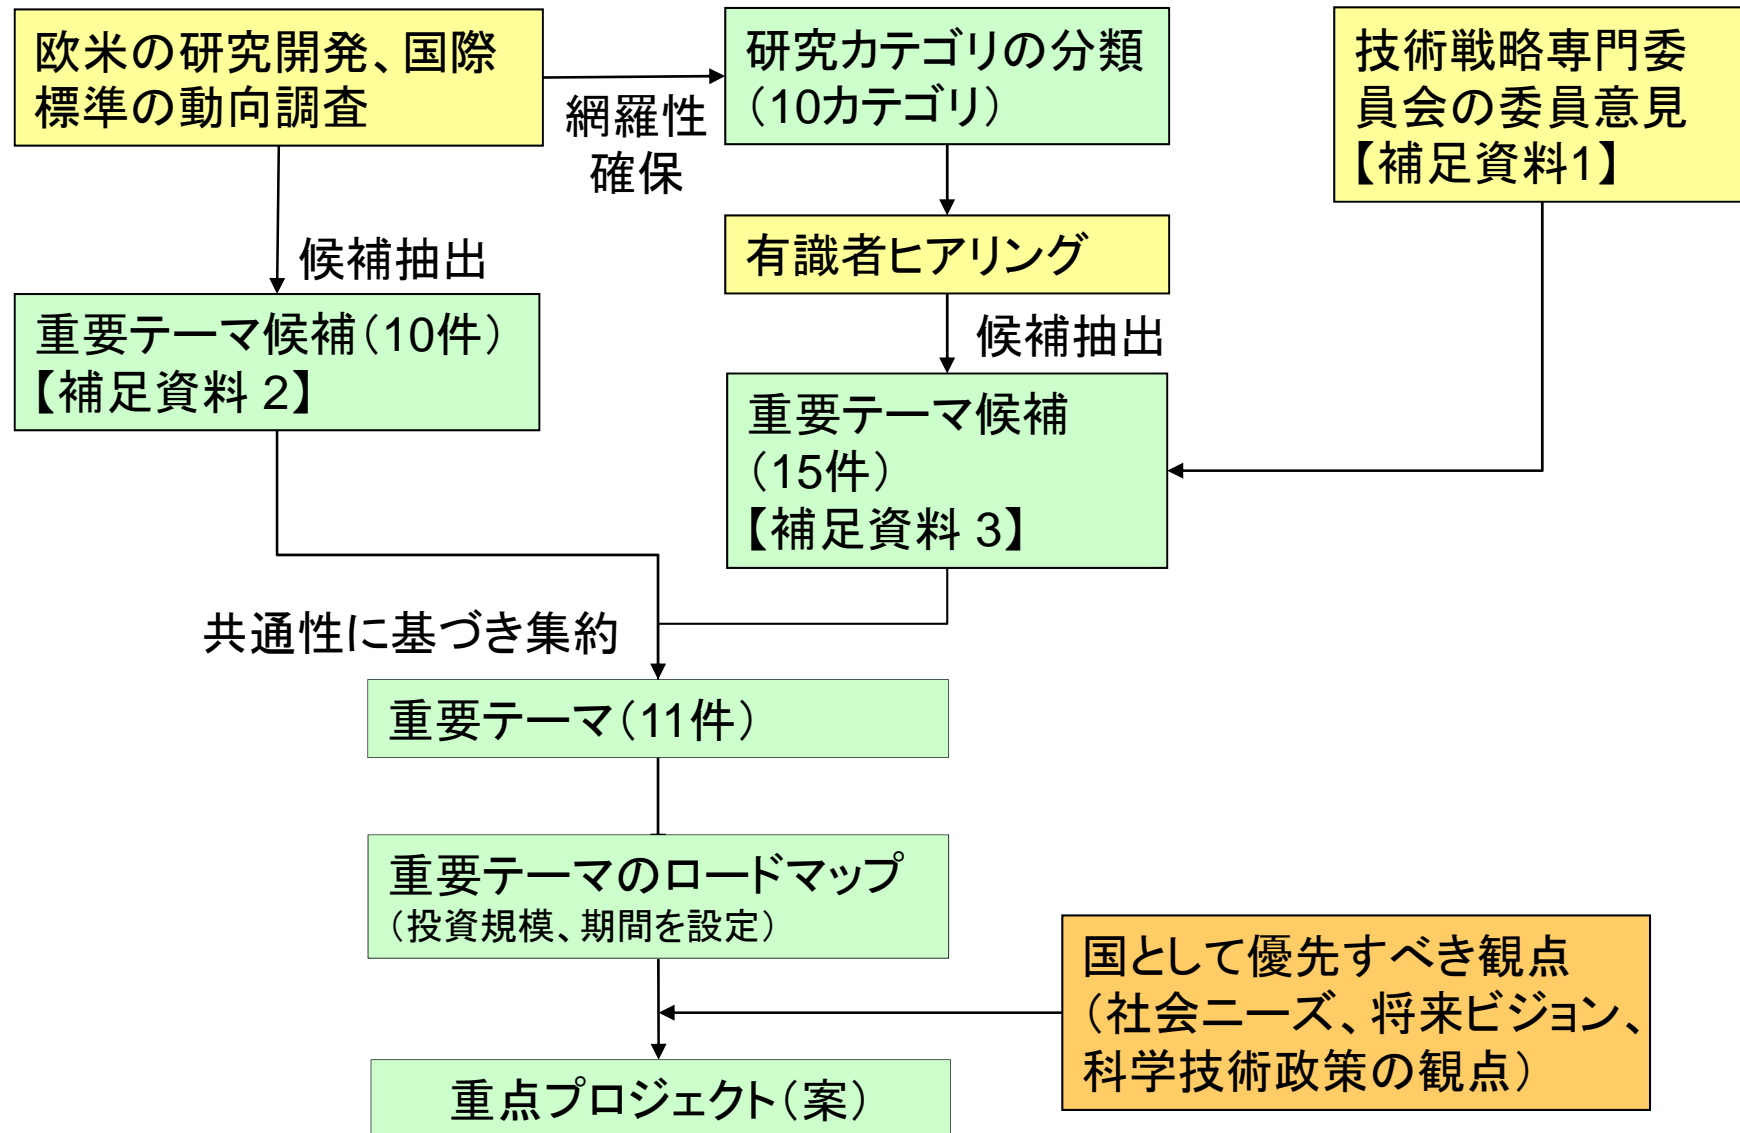 欧米の研究開発、国際
標準の動向調査
網羅性
確保
研究カテゴリの分類
（10カテゴリ）
技術戦略専門委
員会の委員意見
【補足資料1】
候補抽出
有識者ヒアリング
重要テーマ候補（10件）
【補足資料 2】
候補抽出
重要テーマ候補
（15件）
【補足資料 3】
共通性に基づき集約
重要テーマ（11件）
重要テーマのロードマップ
（投資規模、期間を設定）
国として優先すべき観点
（社会ニーズ、将来ビジョン、
科学技術政策の観点）
重点プロジェクト（案）